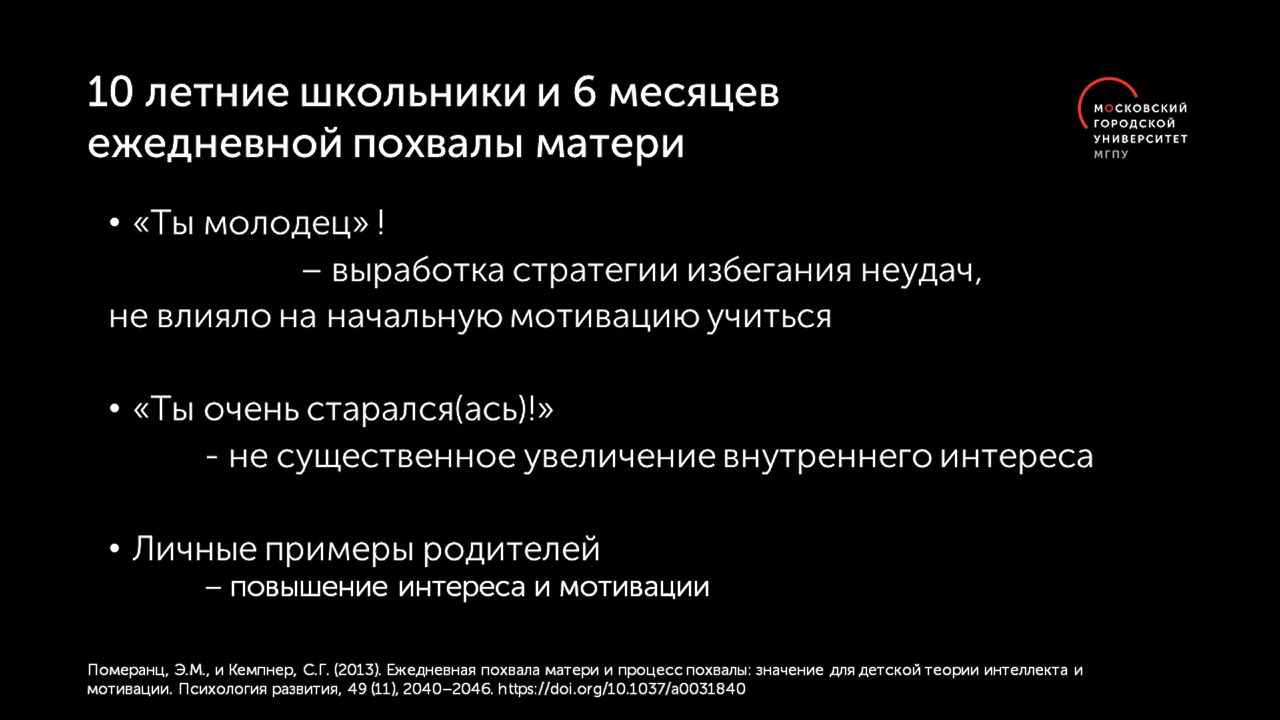 10 летние школьники и 6 месяцев
ежедневной похвалы матери
МОСКОВСКИЙ
ГОРОДСКОЙ
УНИВЕРСИТЕТ
МГПУ
• «Ты молодец» !
– выработка стратегии избегания неудач,
не влияло на начальную мотивацию учиться
• «Ты очень старался(ась)!»
- не существенное увеличение внутреннего интереса
• Личные примеры родителей
– повышение интереса и мотивации
Померанц, Э.М., и Кемпнер, С.Г. (2013). Ежедневная похвала матери и процесс похвалы: значение для детской теории интеллекта и
мотивации. Психология развития, 49 (11), 2040–2046. https://doi.org/10.1037/a0031840